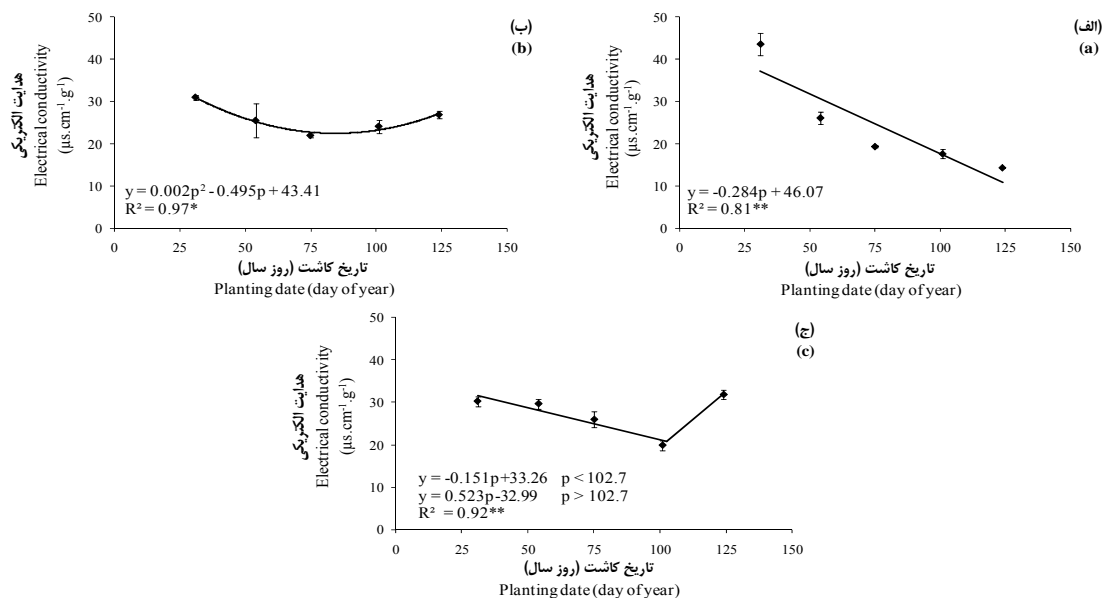 (ب)
(b)
هدایت الکتریکی
Electrical conductivity
(µs.cm⁻¹.g⁻¹)
50
40
30
20
10
0
y = 0.002p² - 0.495p + 43.41
R² = 0.97*
0 25 50 75 100 125 150
تاریخ کاشت (روز سال)
Planting date (day of year)
(الف)
(a)
هدایت الکتریکی
Electrical conductivity
(µs.cm⁻¹.g⁻¹)
50
40
30
20
10
0
y = -0.284p + 46.07
R² = 0.81**
0 25 50 75 100 125 150
تاریخ کاشت (روز سال)
Planting date (day of year)
(ج)
(c)
هدایت الکتریکی
Electrical conductivity
(µs.cm⁻¹.g⁻¹)
50
40
30
20
10
0
y = -0.151p+33.26 p < 102.7
y = 0.523p-32.99 p > 102.7
R² = 0.92**
0 25 50 75 100 125 150
تاریخ کاشت (روز سال)
Planting date (day of year)